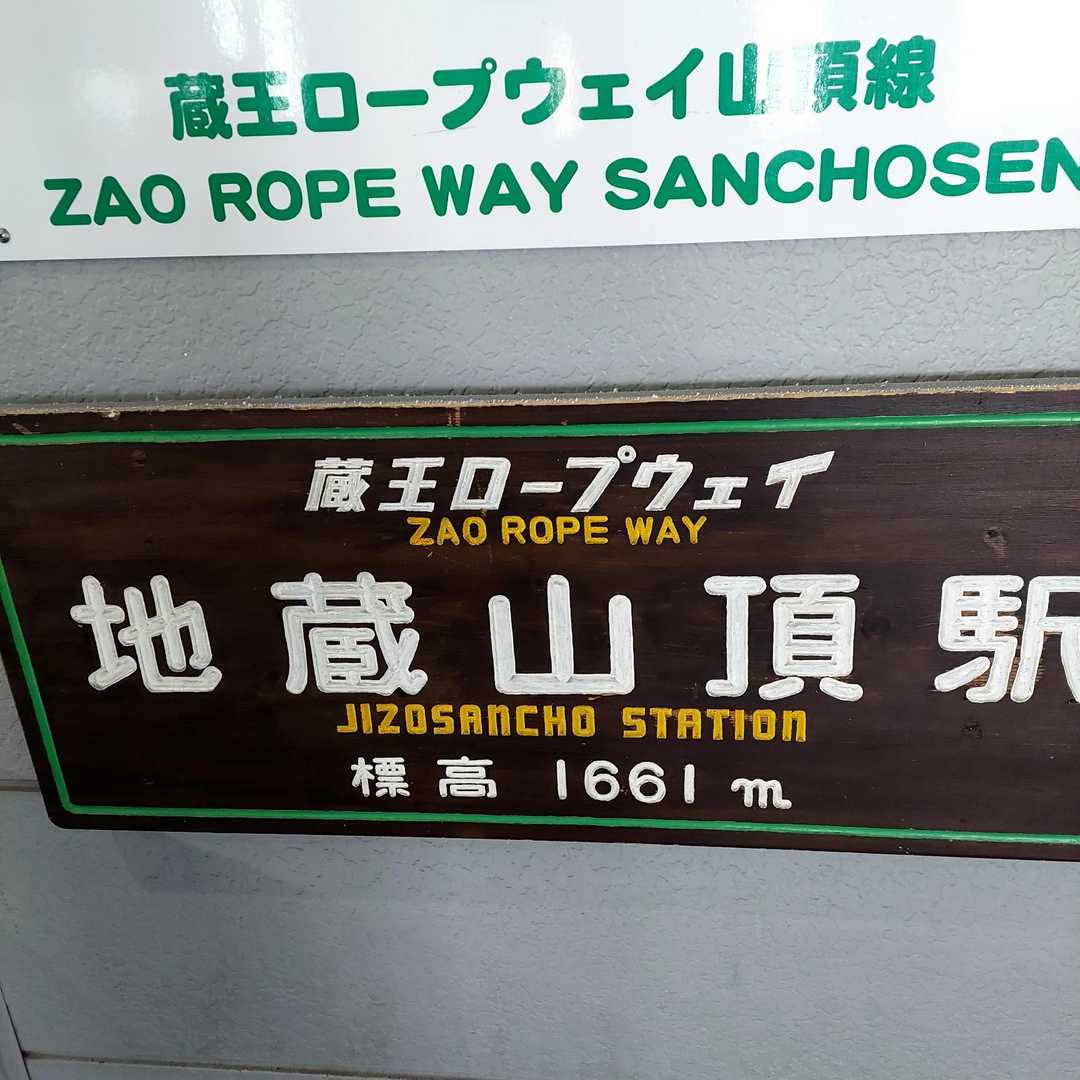 蔵王ロープウェイ山頂線
ZAO ROPE WAY SANCHOSEN
蔵王ロープウェイ
ZAO ROPE WAY
地蔵山頂駅
JIZOSANCHO STATION
標高 1661m